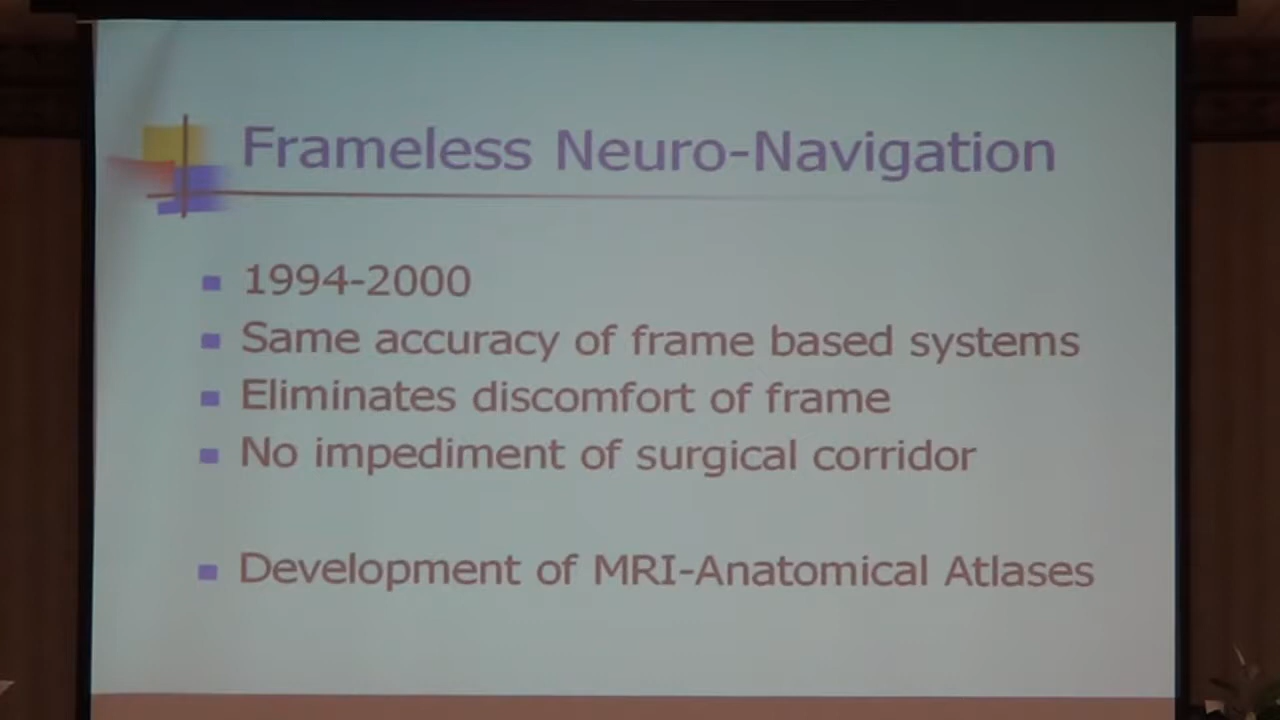 Frameless Neuro-Navigation
1994-2000
Same accuracy of frame based systems
Eliminates discomfort of frame
No impediment of surgical corridor
Development of MRI-Anatomical Atlases